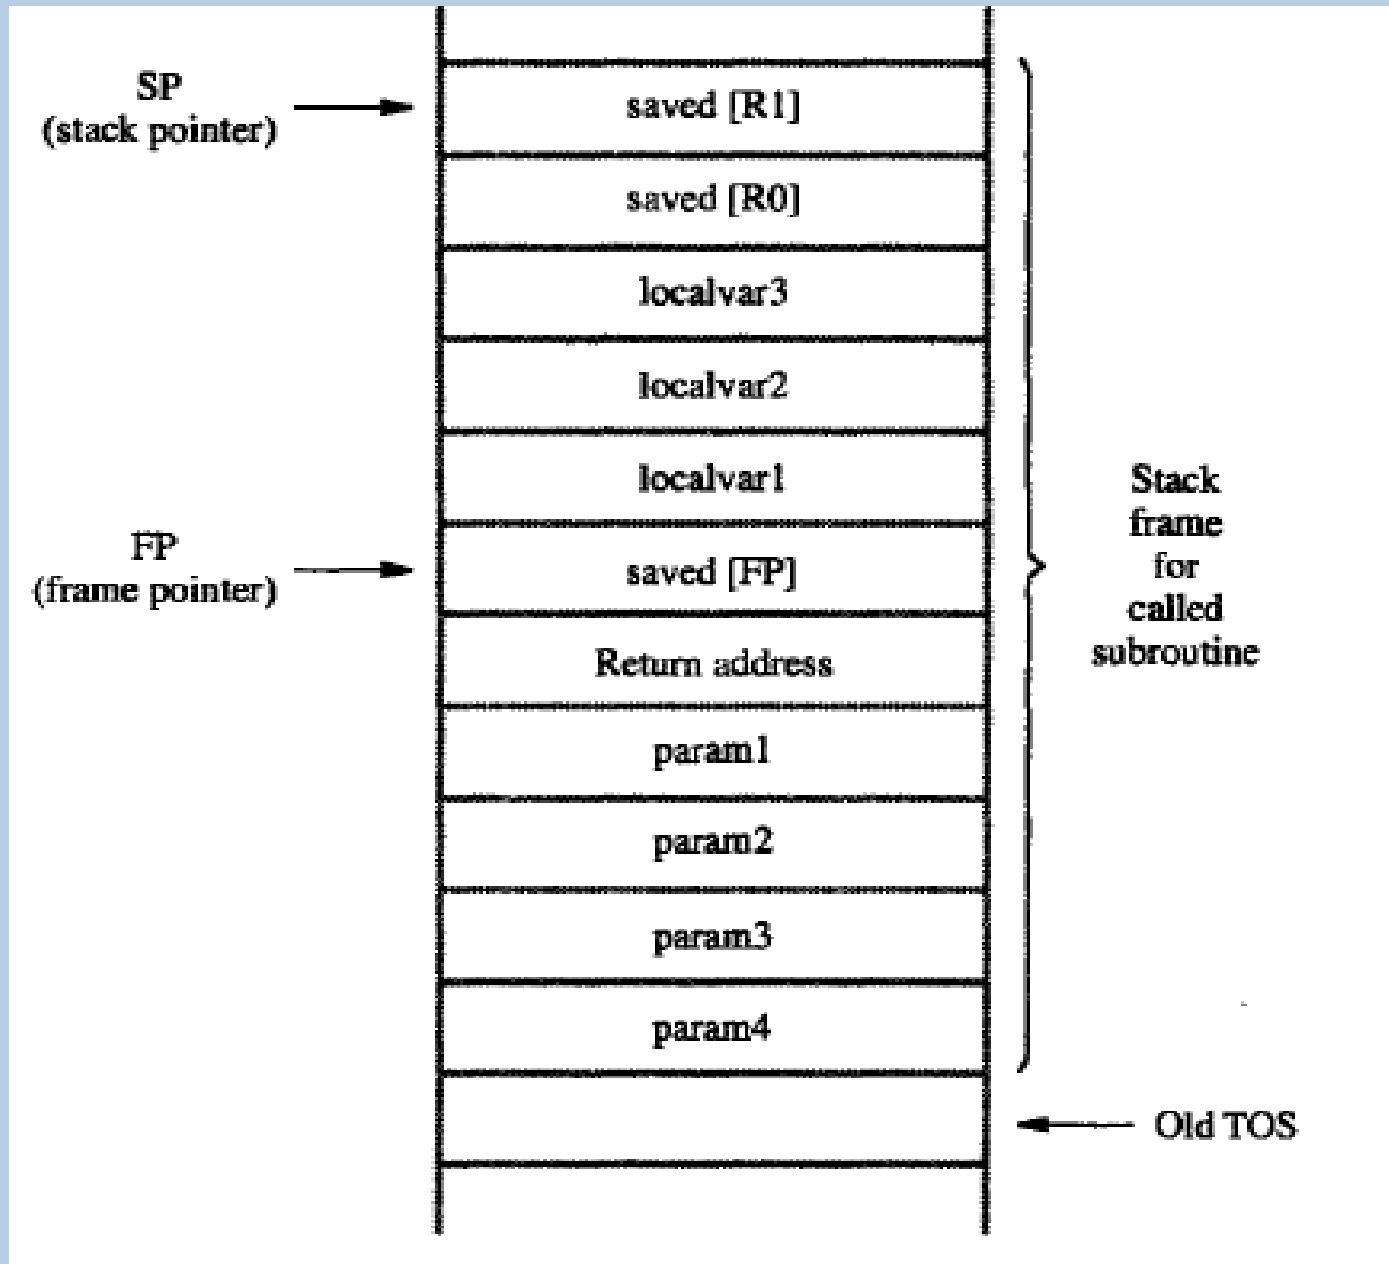 SP
(stack pointer)
saved [R1]
saved [R0]
localvar3
localvar2
localvar1
FP
(frame pointer)
saved [FP]
Return address
param1
param2
param3
param4
Stack
frame
for
called
subroutine
Old TOS